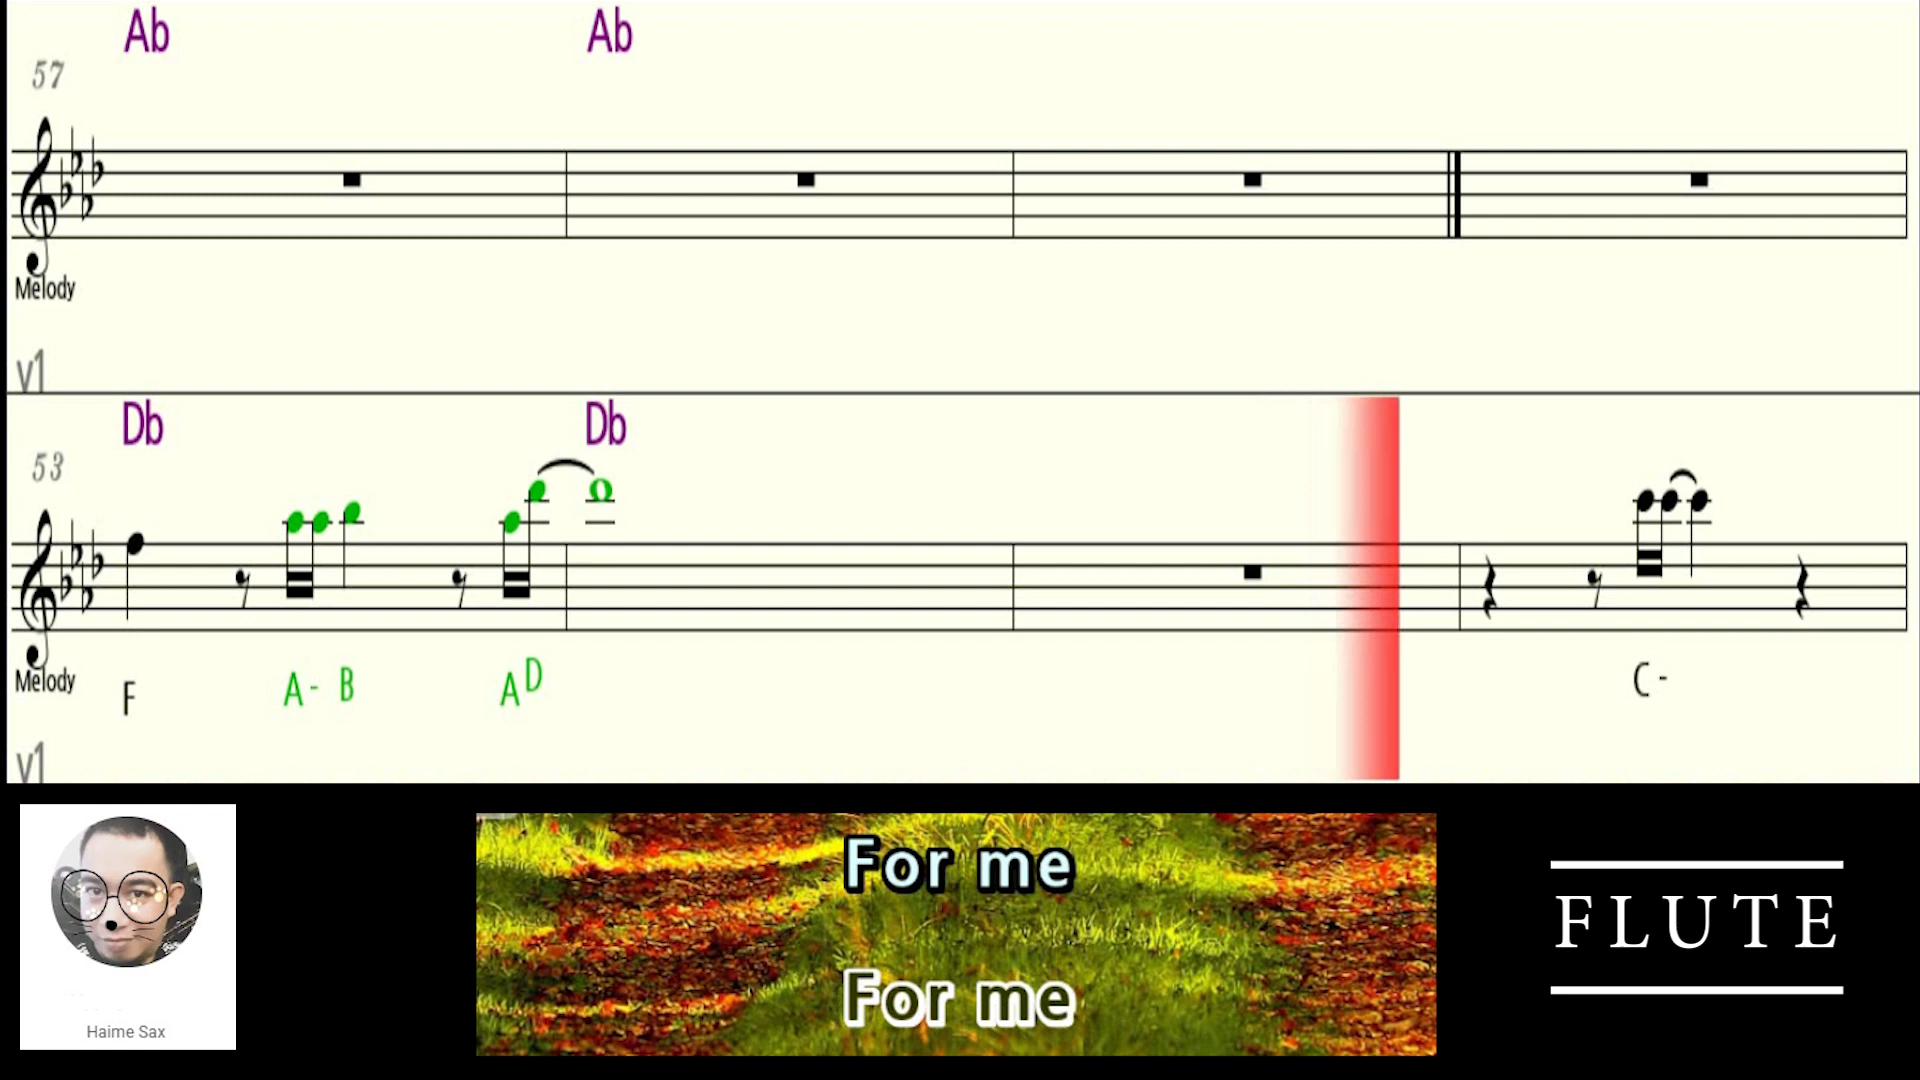 Ab Ab
57
Melody
v1
Db Db
53
Melody
F A - B A D C -
v1
For me
For me
FLUTE
Haime Sax